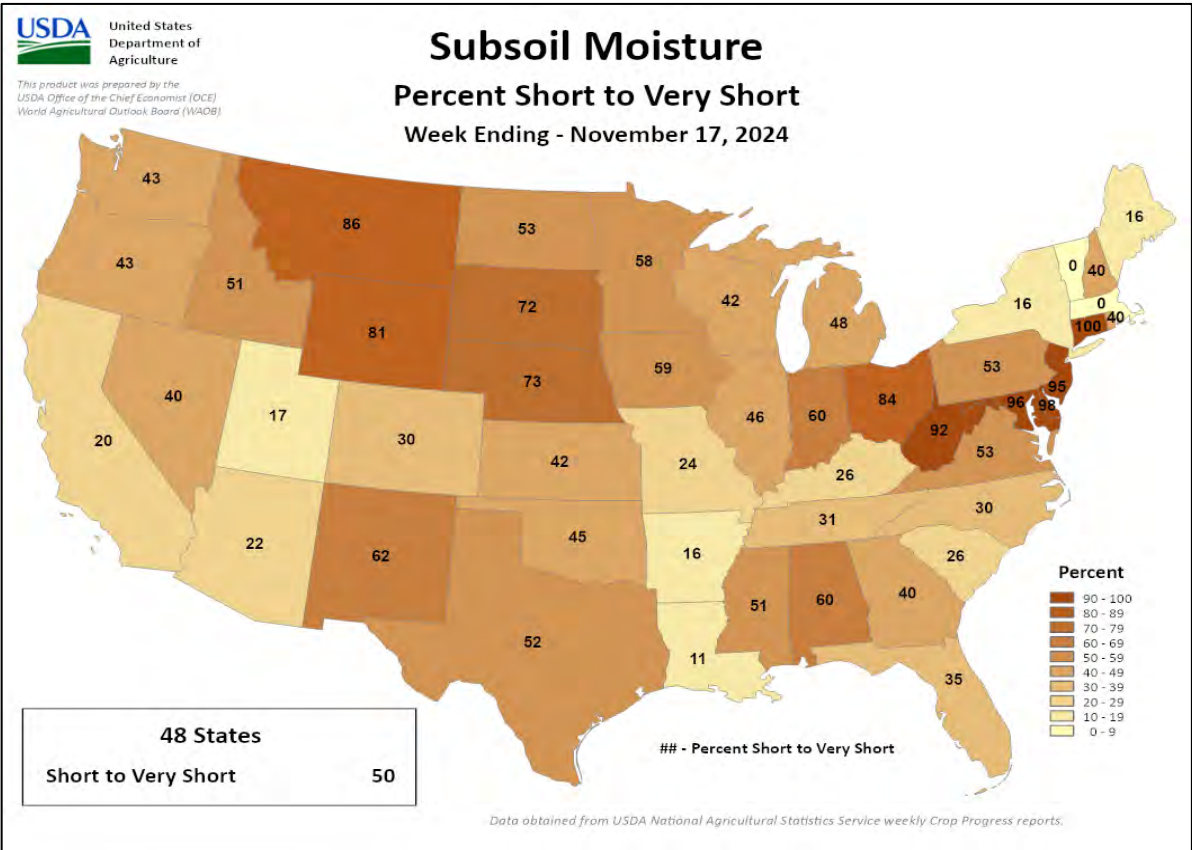 USDA
United States
Department of
Agriculture
This product was prepared by the
USDA Office of the Chief Economist (OCE)
World Agricultural Outlook Board (WAOB)
Subsoil Moisture
Percent Short to Very Short
Week Ending - November 17, 2024
43
86
53
58
16
43
51
72
42
48
16
0
40
0
100
40
81
73
59
53
95
40
17
30
46
60
84
96
98
92
20
42
24
26
53
22
62
45
16
31
30
26
52
51
60
40
11
35
Percent
90 - 100
80 - 89
70 - 79
60 - 69
50 - 59
40 - 49
30 - 39
20 - 29
10 - 19
0 - 9
48 States
Short to Very Short 50
## - Percent Short to Very Short
Data obtained from USDA National Agricultural Statistics Service weekly Crop Progress reports.